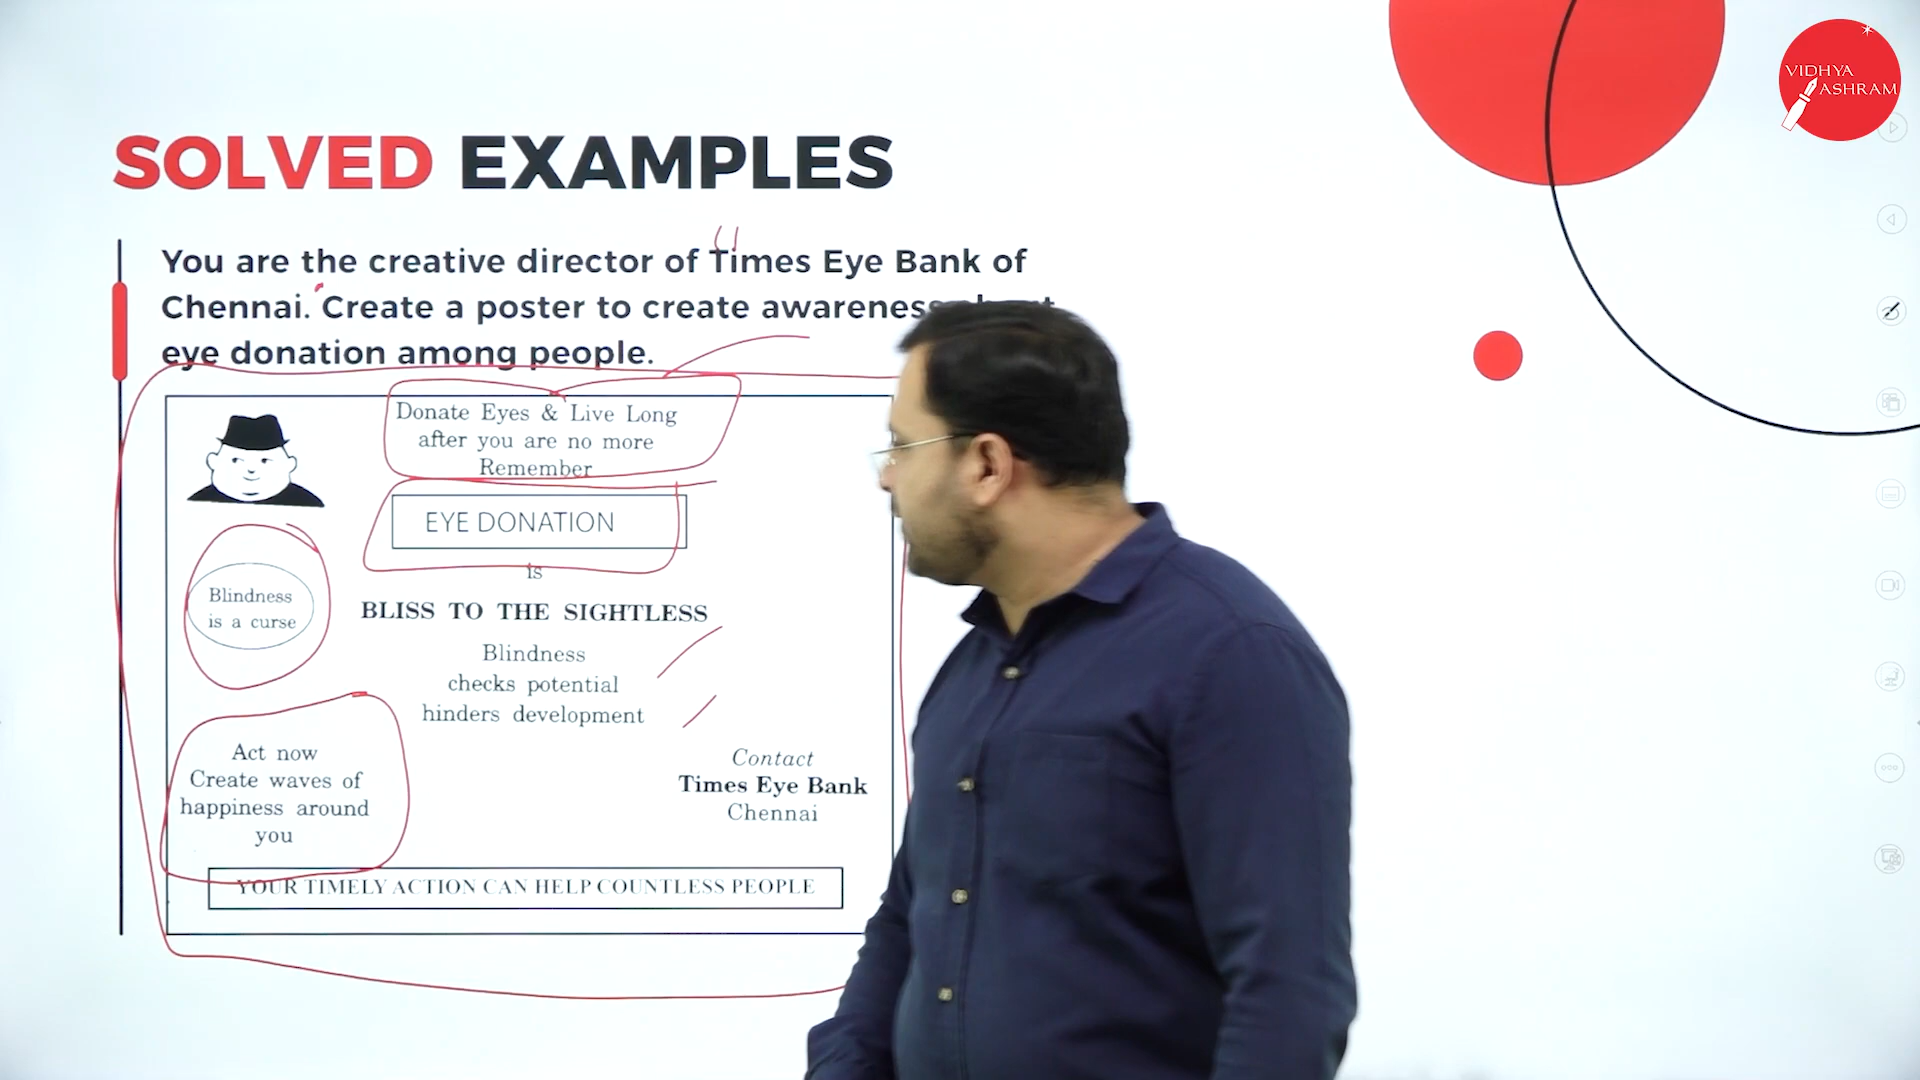 VIDHYA
ASHRAM
SOLVED EXAMPLES
You are the creative director of Times Eye Bank of
Chennai. Create a poster to create awareness
eye donation among people.
Donate Eyes & Live Long
after you are no more
Remember
EYE DONATION
is
BLISS TO THE SIGHTLESS
Blindness
is a curse
Blindness
checks potential
hinders development
Act now
Create waves of
happiness around
you
Contact
Times Eye Bank
Chennai
YOUR TIMELY ACTION CAN HELP COUNTLESS PEOPLE